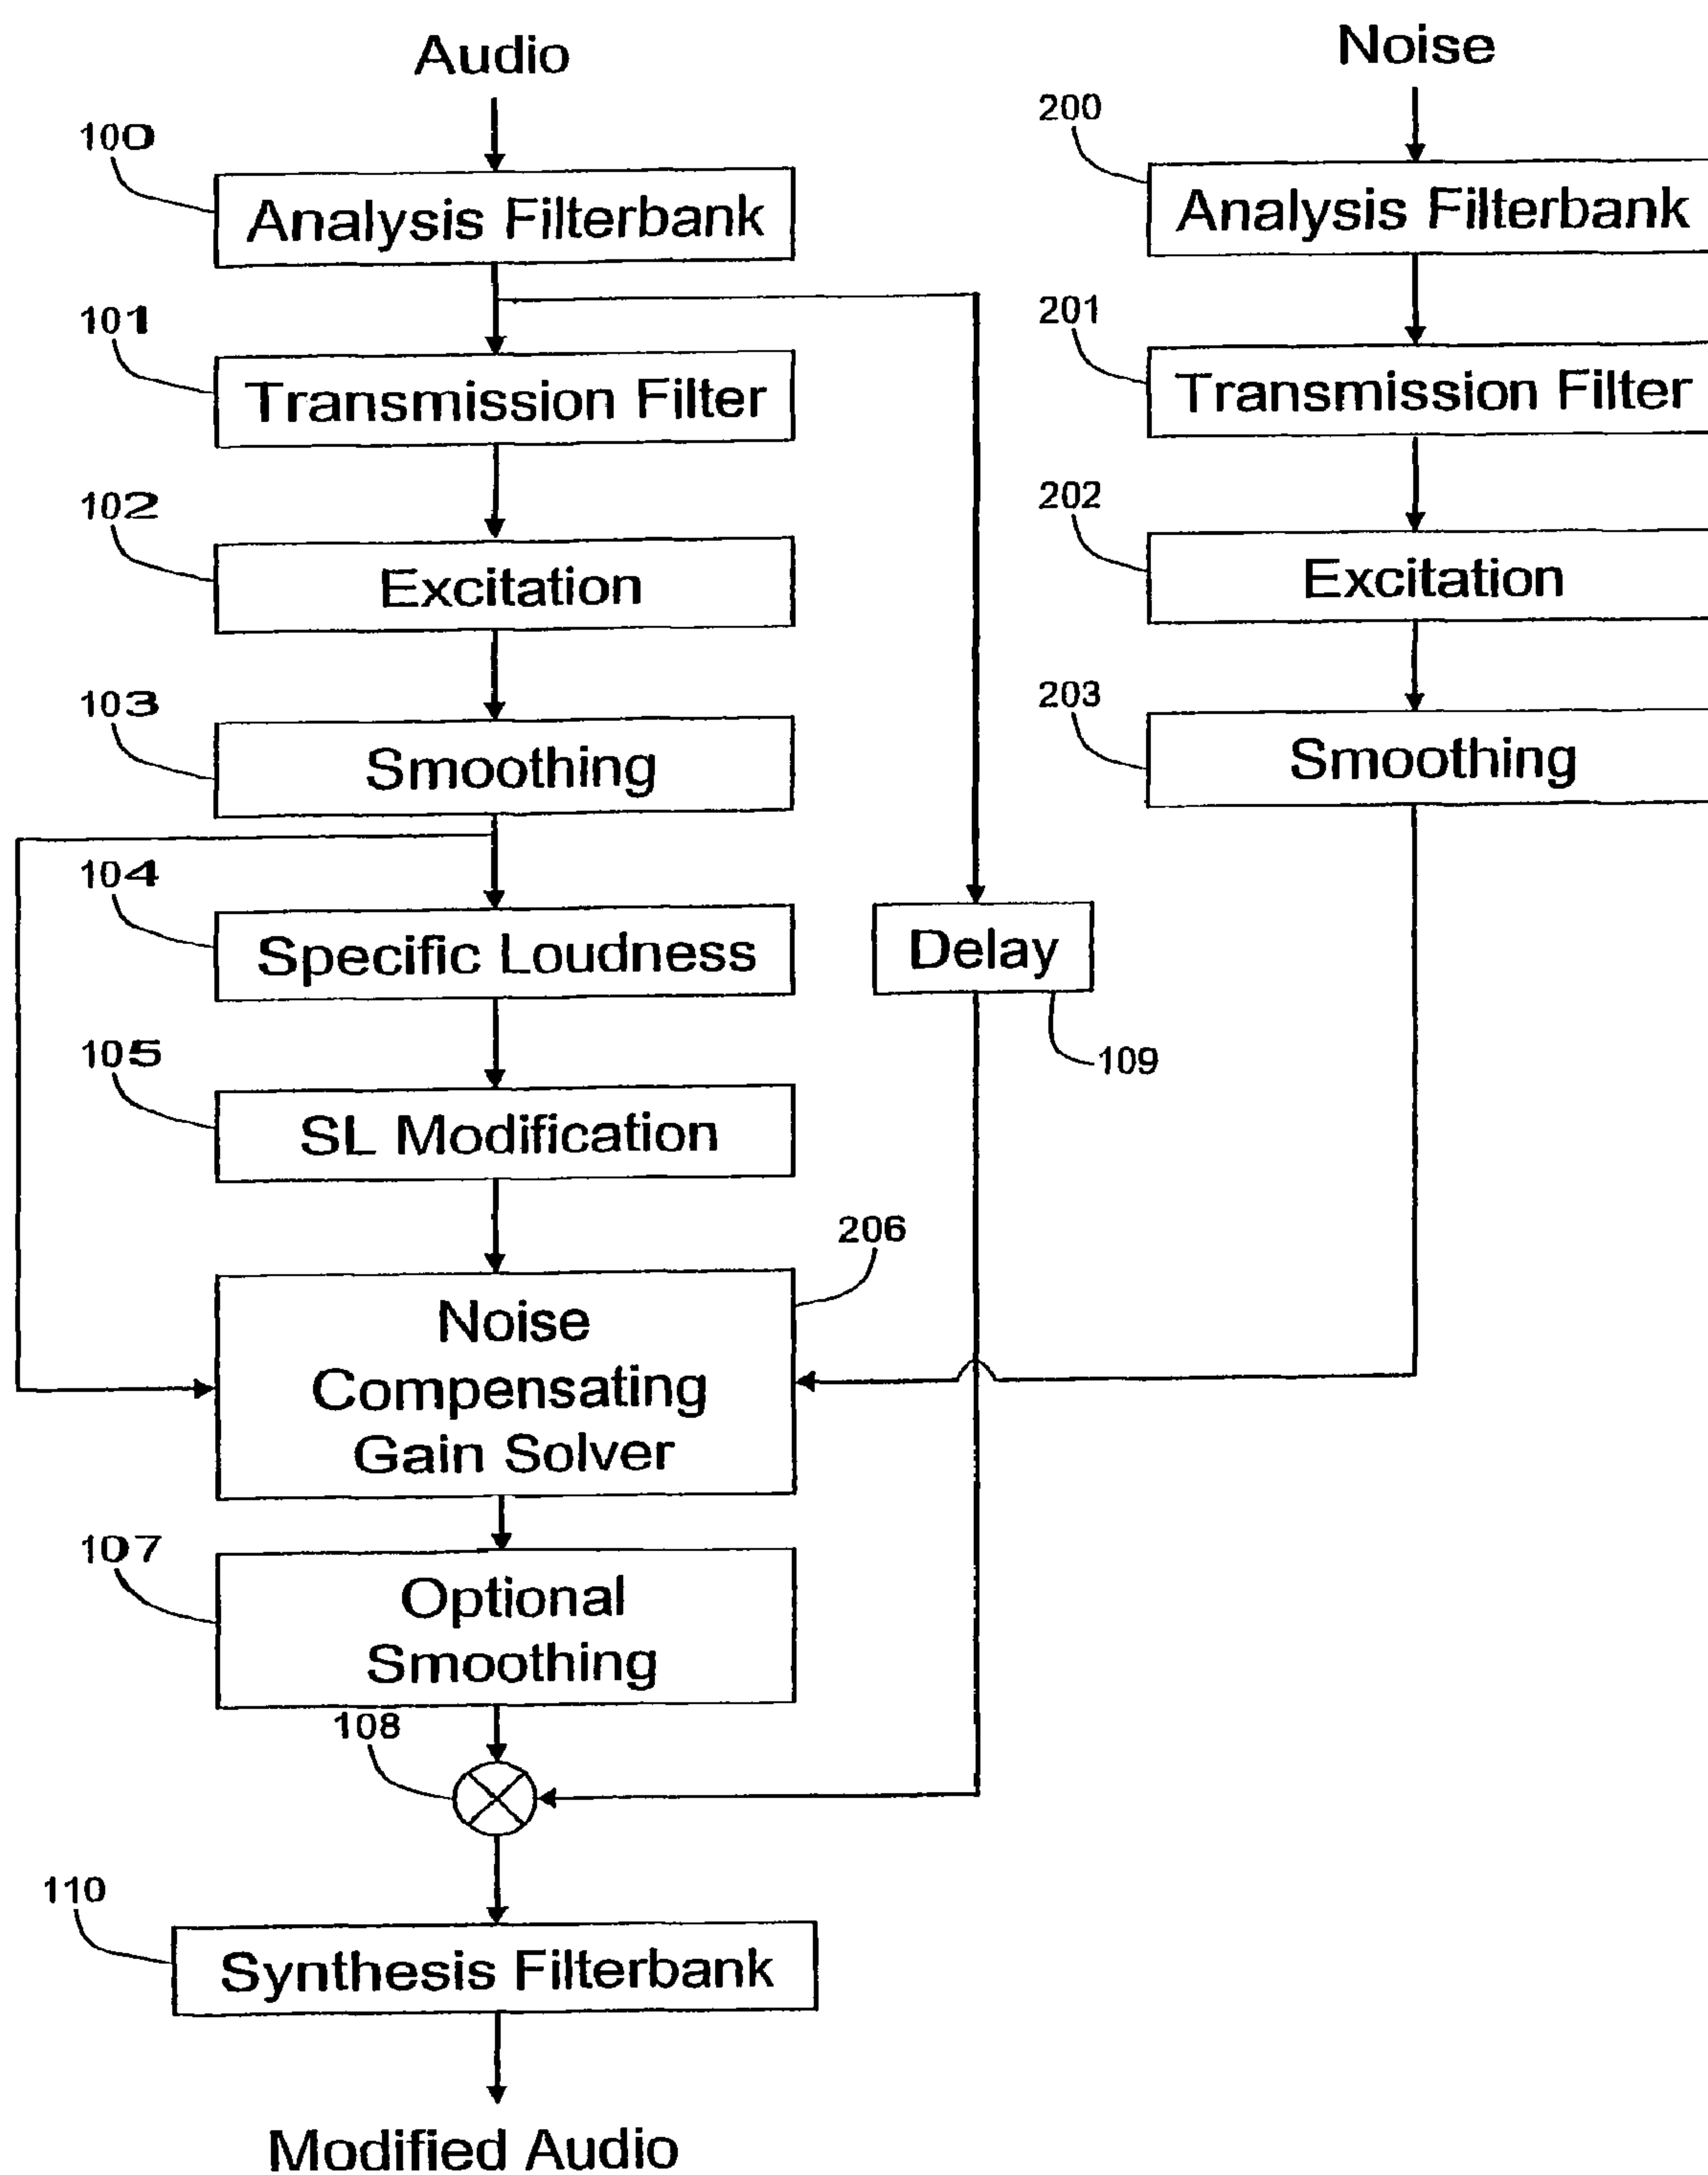 Audio
100
Analysis Filterbank
101
Transmission Filter
102
Excitation
103
Smoothing
104
Specific Loudness
105
SL Modification
206
Noise
Compensating
Gain Solver
107
Optional
Smoothing
108
110
Synthesis Filterbank
Modified Audio
Delay
109
Noise
200
Analysis Filterbank
201
Transmission Filter
202
Excitation
203
Smoothing